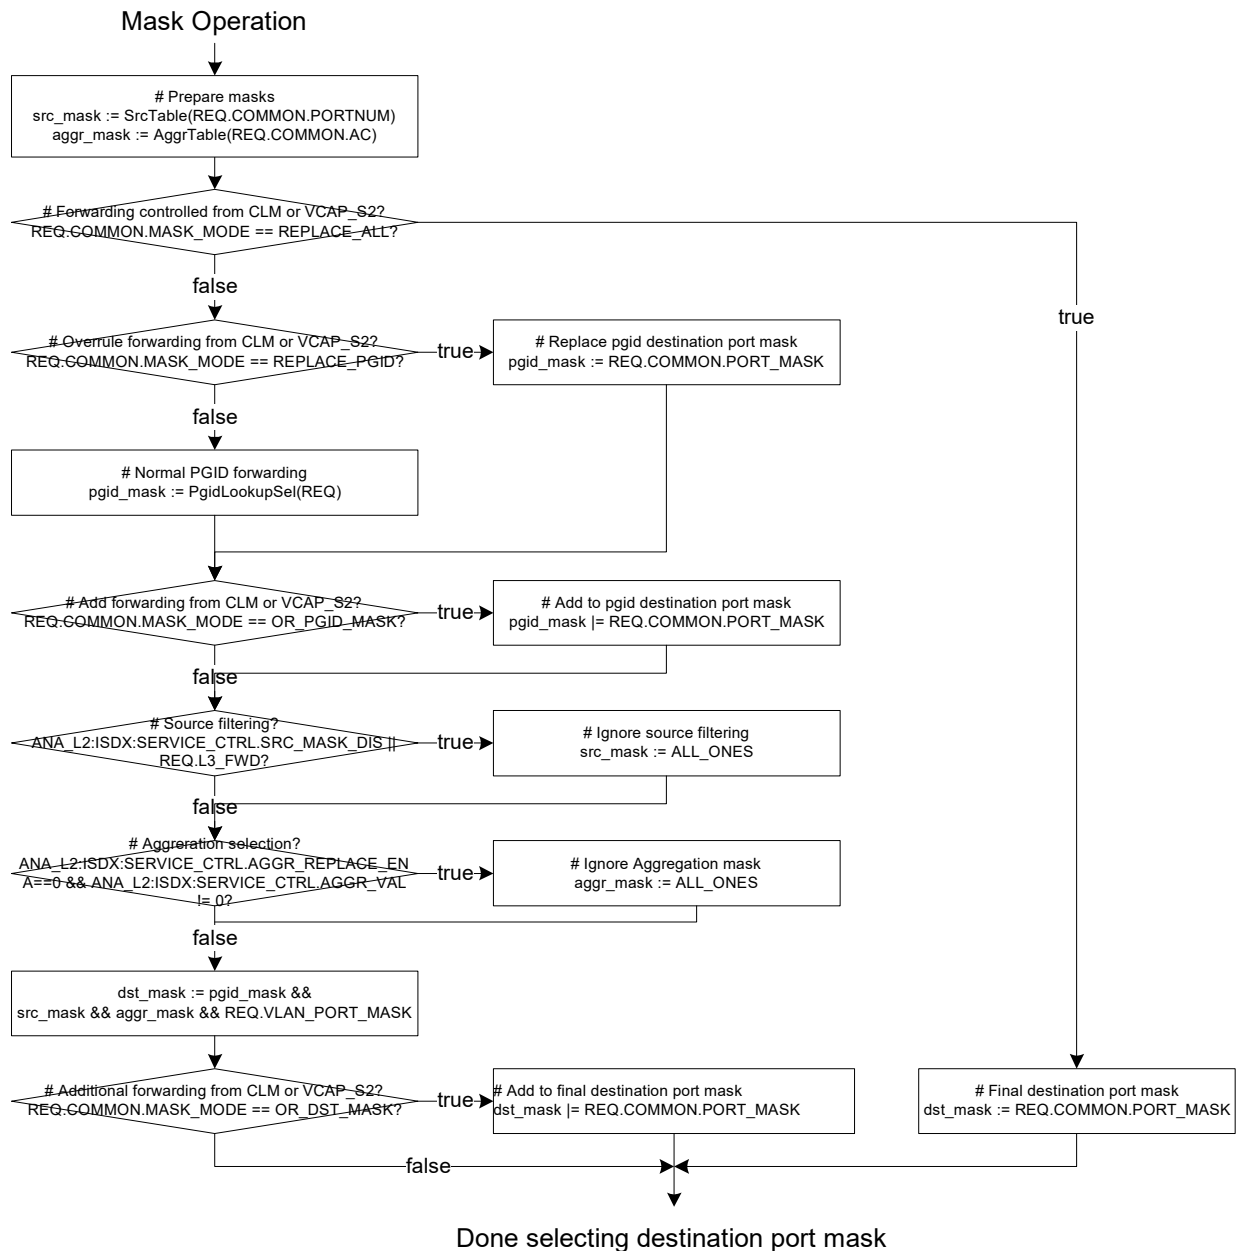 Mask Operation
# Prepare masks
src_mask := SrcTable(REQ.COMMON.PORTNUM)
aggr_mask := AggrTable(REQ.COMMON.AC)
# Forwarding controlled from CLM or VCAP_S2?
REQ.COMMON.MASK_MODE == REPLACE_ALL?
false
true
# Overrule forwarding from CLM or VCAP_S2?
REQ.COMMON.MASK_MODE == REPLACE_PGID?
true
# Replace pgid destination port mask
pgid_mask := REQ.COMMON.PORT_MASK
false
# Normal PGID forwarding
pgid_mask := PgidLookupSel(REQ)
# Add forwarding from CLM or VCAP_S2?
REQ.COMMON.MASK_MODE == OR_PGID_MASK?
true
# Add to pgid destination port mask
pgid_mask |= REQ.COMMON.PORT_MASK
false
# Source filtering?
ANA_L2:ISDX:SERVICE_CTRL.SRC_MASK_DIS ||
REQ.L3_FWD?
true
# Ignore source filtering
src_mask := ALL_ONES
false
# Aggreration selection?
ANA_L2:ISDX:SERVICE_CTRL.AGGR_REPLACE_EN
A==0 && ANA_L2:ISDX:SERVICE_CTRL.AGGR_VAL
!= 0?
true
# Ignore Aggregation mask
aggr_mask := ALL_ONES
false
dst_mask := pgid_mask &&
src_mask && aggr_mask && REQ.VLAN_PORT_MASK
# Additional forwarding from CLM or VCAP_S2?
REQ.COMMON.MASK_MODE == OR_DST_MASK?
true
# Add to final destination port mask
dst_mask |= REQ.COMMON.PORT_MASK
# Final destination port mask
dst_mask := REQ.COMMON.PORT_MASK
false
Done selecting destination port mask